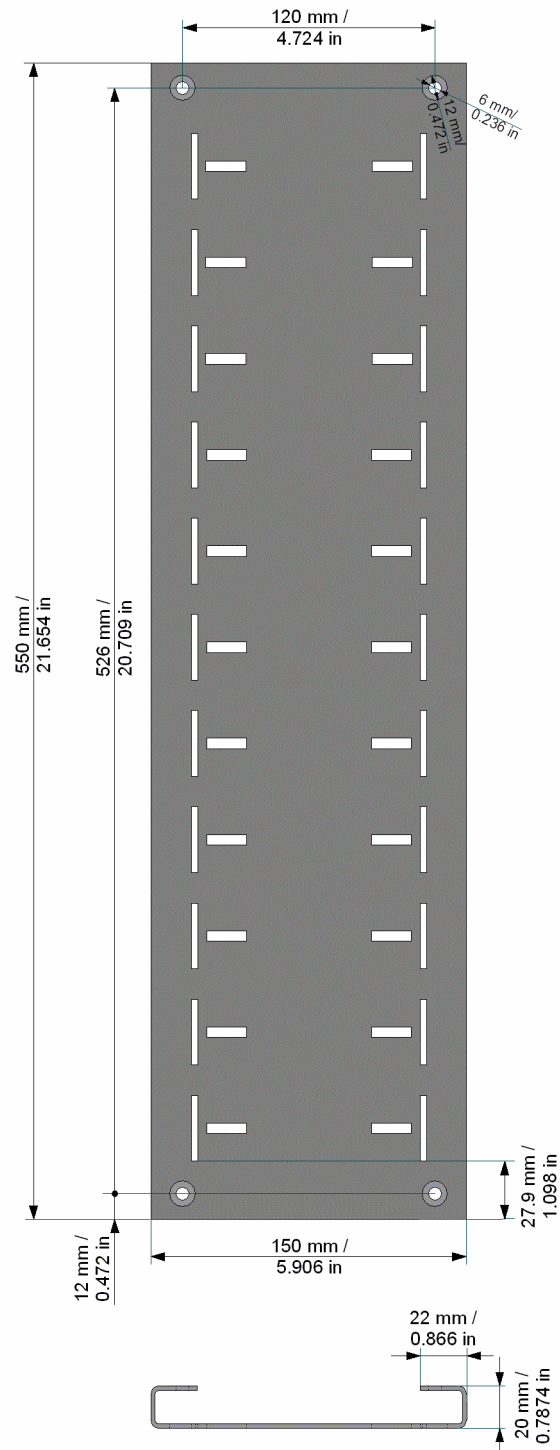 120 mm /
4.724 in
6 mm/
0.236 in
12 mm/
0.472 in
550 mm /
21.654 in
526 mm /
20.709 in
27.9 mm /
1.098 in
12 mm /
0.472 in
150 mm /
5.906 in
22 mm /
0.866 in
20 mm /
0.7874 in